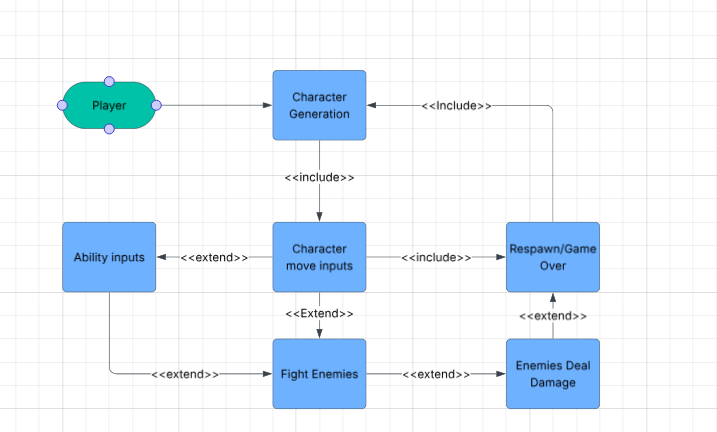 Player
Character
Generation
<<Include>>
<<include>>
Ability inputs
<<extend>>
Character
move inputs
<<include>>
Respawn/Game
Over
<<Extend>>
<<extend>>
<<extend>>
Fight Enemies
<<extend>>
Enemies Deal
Damage